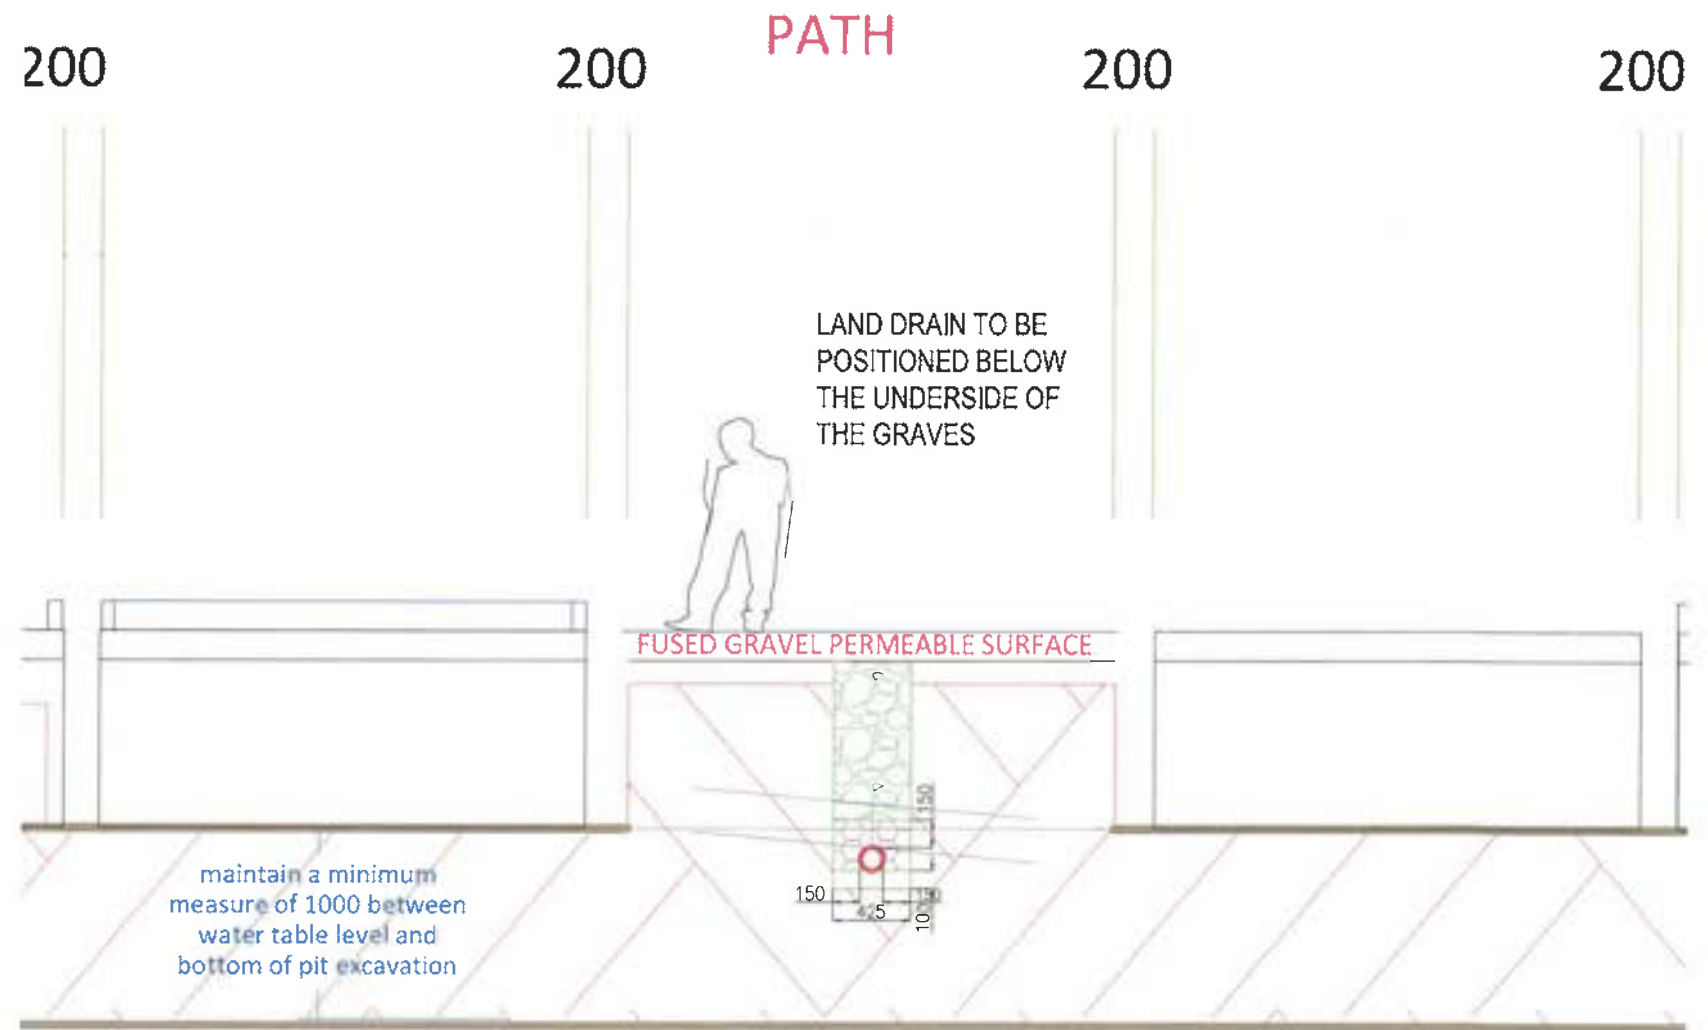 PATH
200 200 200 200
LAND DRAIN TO BE
POSITIONED BELOW
THE UNDERSIDE OF
THE GRAVES
FUSED GRAVEL PERMEABLE SURFACE
150
150
425
maintain a minimum
measure of 1000 between
water table level and
bottom of pit excavation